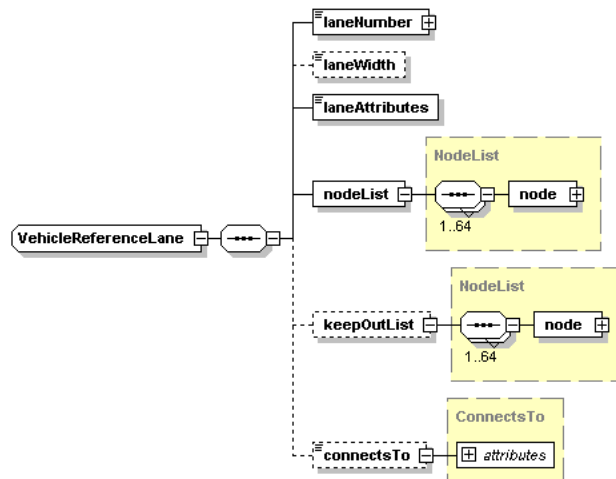 laneNumber
laneWidth
laneAttributes
NodeList
nodeList
node
1..64
VehicleReferenceLane
NodeList
keepOutList
node
1..64
ConnectsTo
attributes
connectsTo